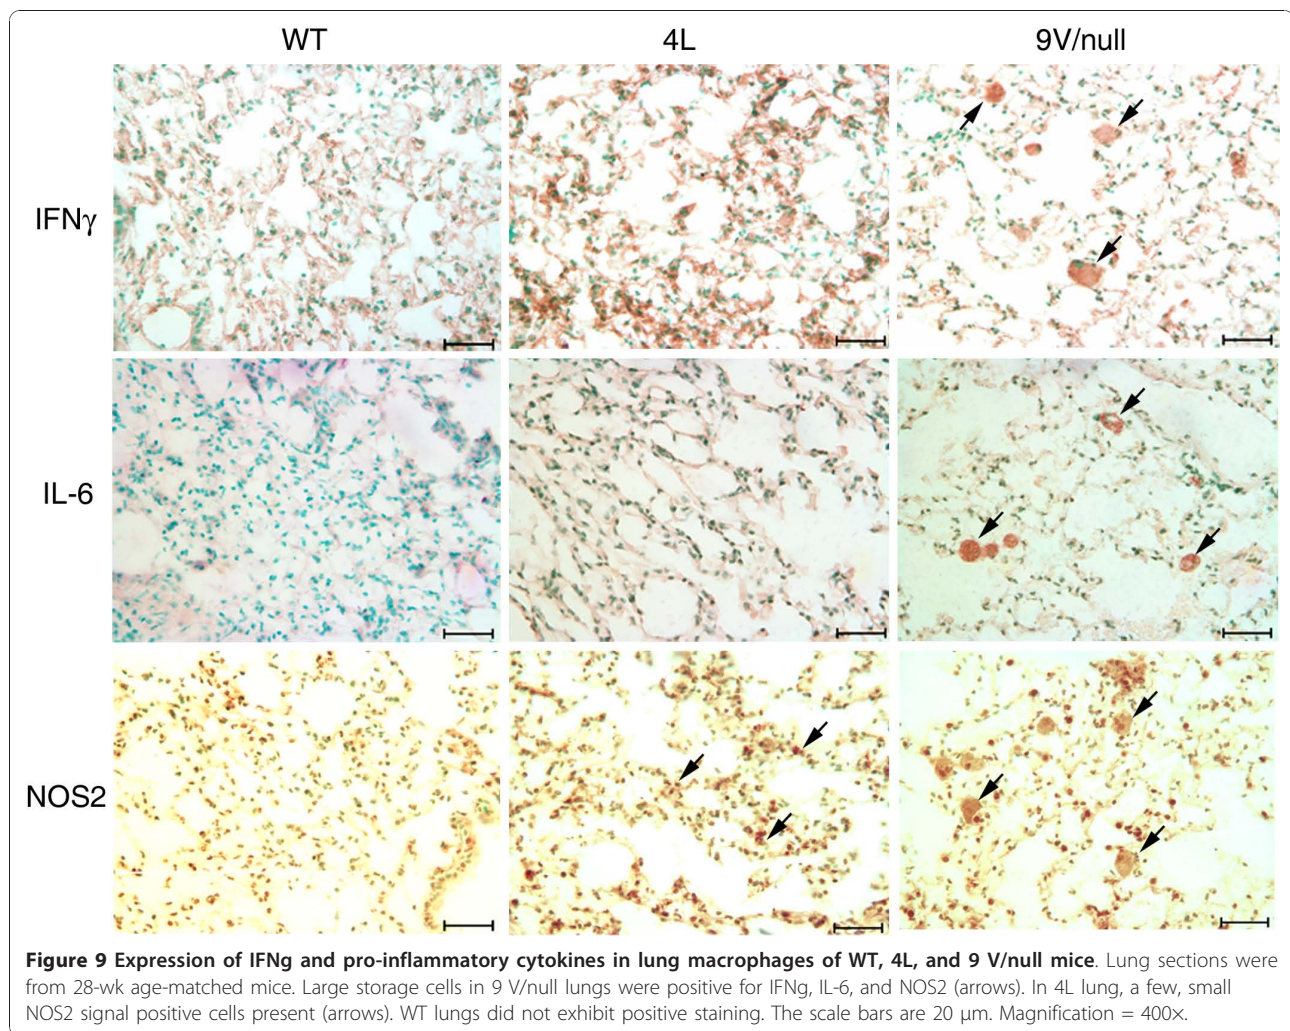 WT 4L 9V/null
IFNγ
IL-6
NOS2
Figure 9 Expression of IFNg and pro-inflammatory cytokines in lung macrophages of WT, 4L, and 9 V/null mice. Lung sections were
from 28-wk age-matched mice. Large storage cells in 9 V/null lungs were positive for IFNg, IL-6, and NOS2 (arrows). In 4L lung, a few, small
NOS2 signal positive cells present (arrows). WT lungs did not exhibit positive staining. The scale bars are 20 μm. Magnification = 400×.